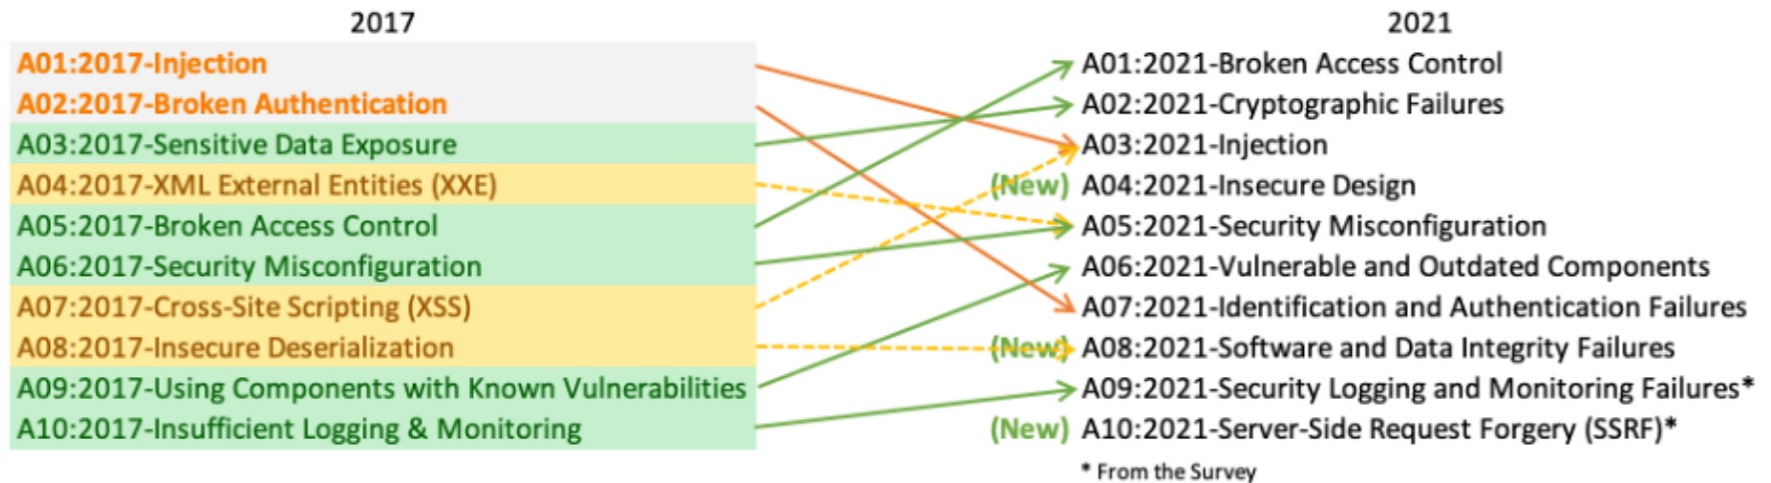 2017
A01:2017-Injection
A02:2017-Broken Authentication
A03:2017-Sensitive Data Exposure
A04:2017-XML External Entities (XXE)
A05:2017-Broken Access Control
A06:2017-Security Misconfiguration
A07:2017-Cross-Site Scripting (XSS)
A08:2017-Insecure Deserialization
A09:2017-Using Components with Known Vulnerabilities
A10:2017-Insufficient Logging & Monitoring
2021
A01:2021-Broken Access Control
A02:2021-Cryptographic Failures
A03:2021-Injection
(New) A04:2021-Insecure Design
A05:2021-Security Misconfiguration
A06:2021-Vulnerable and Outdated Components
A07:2021-Identification and Authentication Failures
(New) A08:2021-Software and Data Integrity Failures
A09:2021-Security Logging and Monitoring Failures*
(New) A10:2021-Server-Side Request Forgery (SSRF)*
* From the Survey